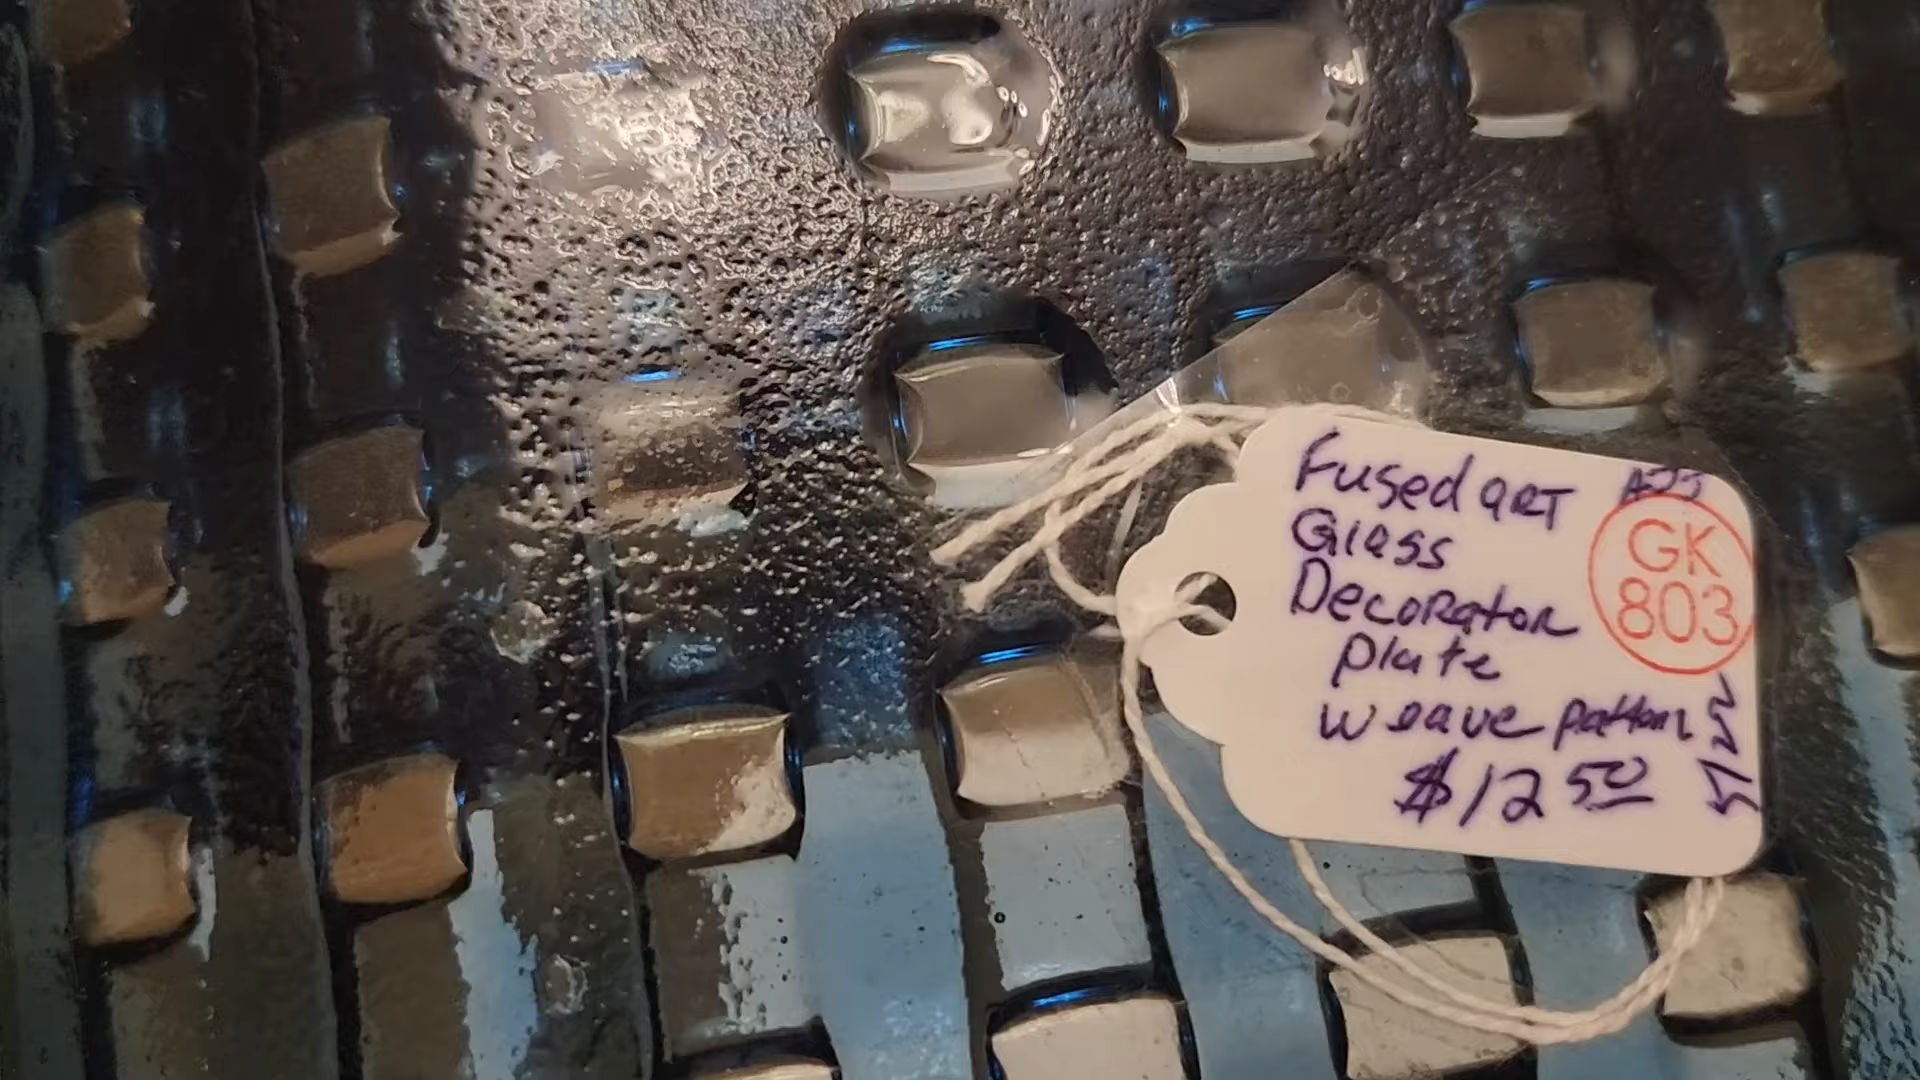 Fused ART
Glass
Decorator
Plate
weave pattern
$12 50
GK
803